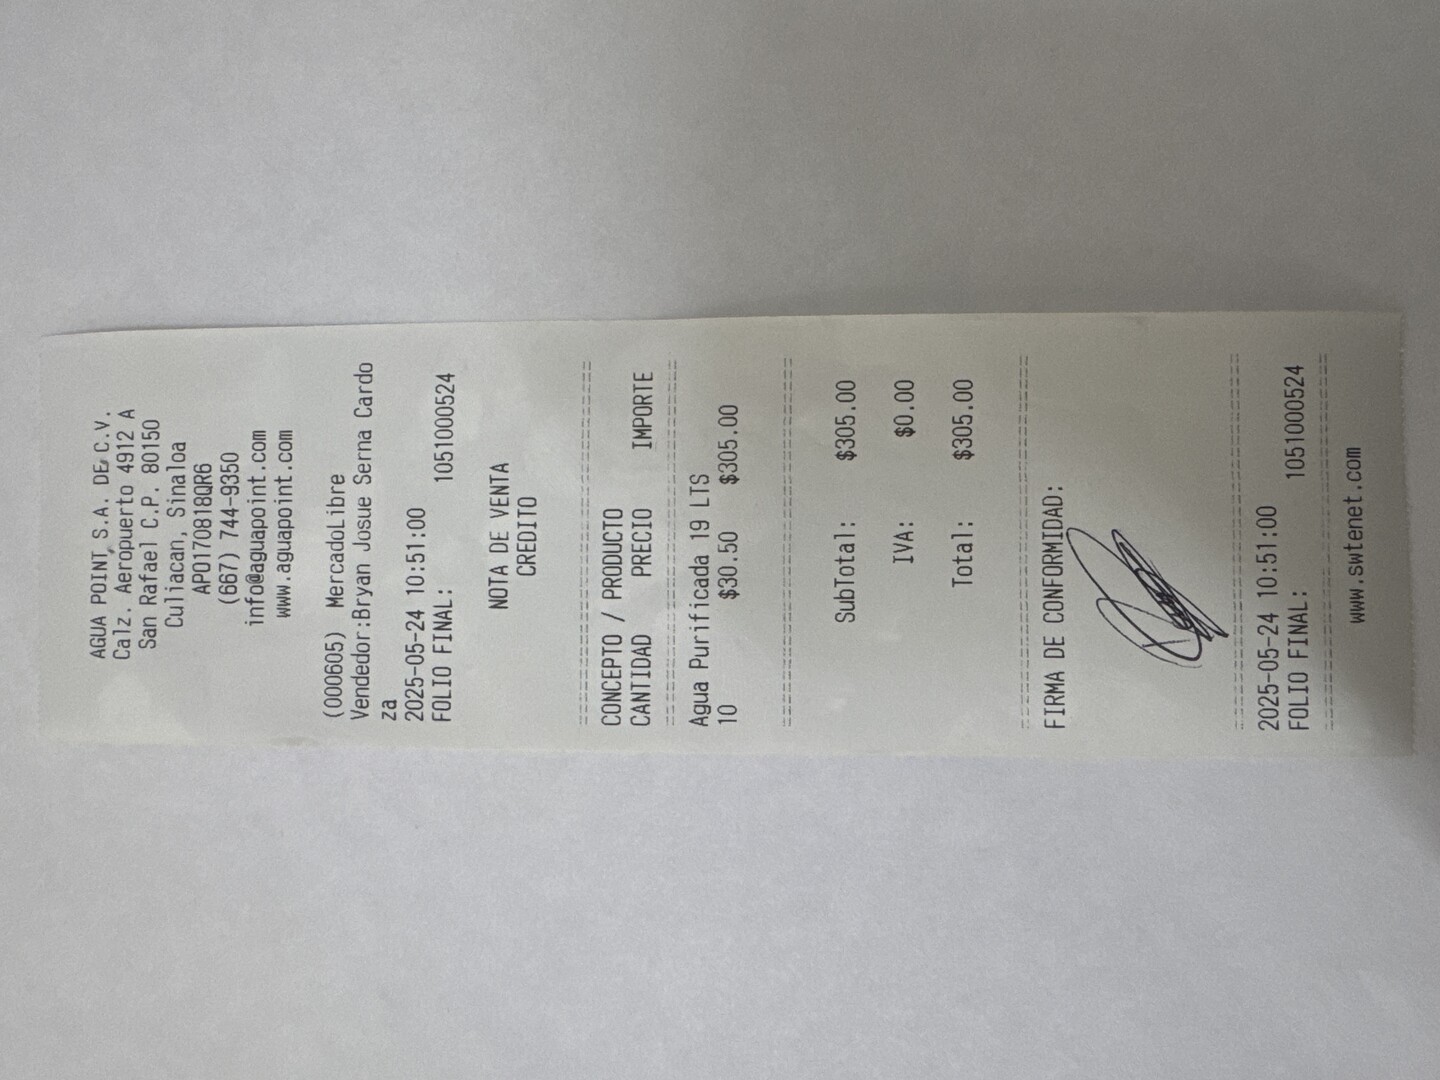 AGUA POINT, S.A. DE C.V.
Calz. Aeropuerto 4912 A
San Rafael C.P. 80150
Culiacan, Sinaloa
APO170818QR6
(667) 744-9350
info@aguapoint.com
www.aguapoint.com
(000605) MercadoLibre
Vendedor:Bryan Josue Serna Cardo
za
2025-05-24 10:51:00
FOLIO FINAL: 1051000524
NOTA DE VENTA
CREDITO
================================
CONCEPTO / PRODUCTO
CANTIDAD PRECIO IMPORTE
================================
Agua Purificada 19 LTS
10 $30.50 $305.00
================================
SubTotal: $305.00
IVA: $0.00
Total: $305.00
================================
FIRMA DE CONFORMIDAD:
================================
2025-05-24 10:51:00
FOLIO FINAL: 1051000524
================================
www.swtenet.com